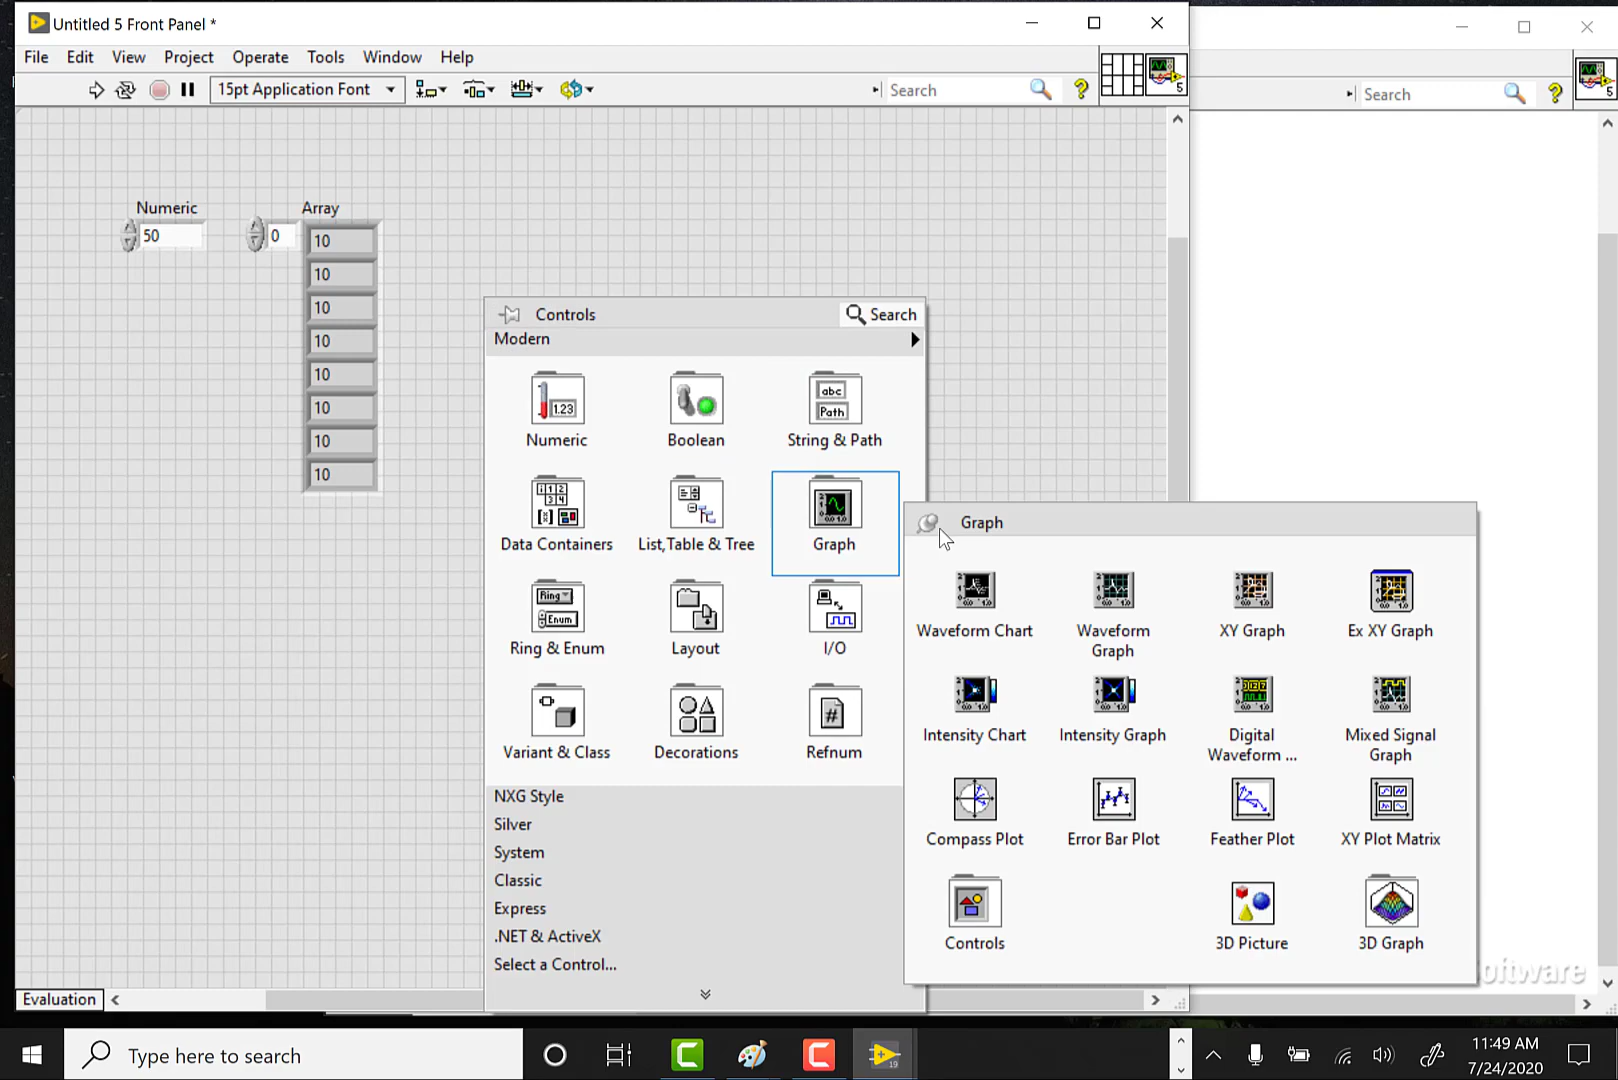 Untitled 5 Front Panel *
File Edit View Project Operate Tools Window Help
15pt Application Font
Search
5
Search
5
Numeric
Array
50
0
10
10
10
10
10
10
10
10
Controls
Search
Modern
Numeric
Boolean
String & Path
Data Containers
List, Table & Tree
Graph
Ring & Enum
Layout
I/O
Variant & Class
Decorations
Refnum
NXG Style
Silver
System
Classic
Express
.NET & ActiveX
Select a Control...
Graph
Waveform Chart
Waveform
Graph
XY Graph
Ex XY Graph
Intensity Chart
Intensity Graph
Digital
Waveform ...
Mixed Signal
Graph
Compass Plot
Error Bar Plot
Feather Plot
XY Plot Matrix
Controls
3D Picture
3D Graph
oftware
Evaluation
Type here to search
11:49 AM
7/24/2020